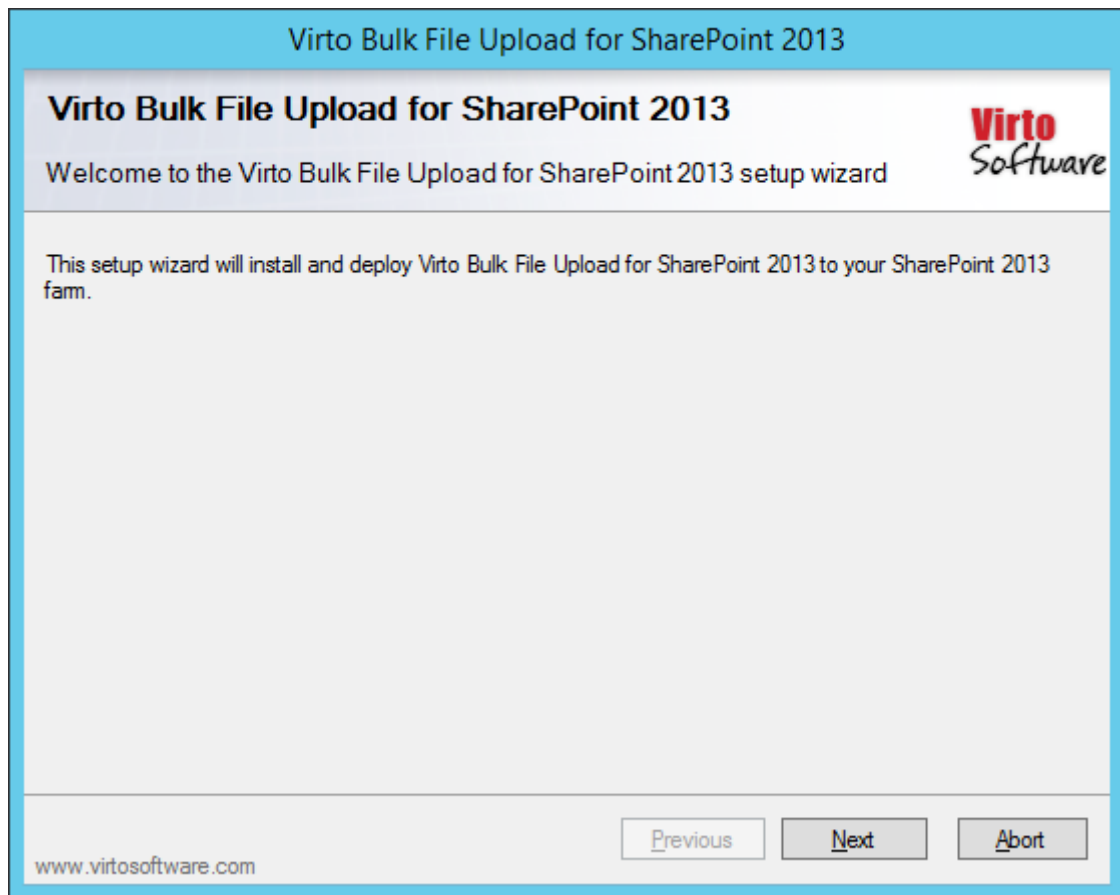 Virto Bulk File Upload for SharePoint 2013
Virto Bulk File Upload for SharePoint 2013
Welcome to the Virto Bulk File Upload for SharePoint 2013 setup wizard
Virto
Software
This setup wizard will install and deploy Virto Bulk File Upload for SharePoint 2013 to your SharePoint 2013
farm.
Previous
Next
Abort
www.virtosoftware.com